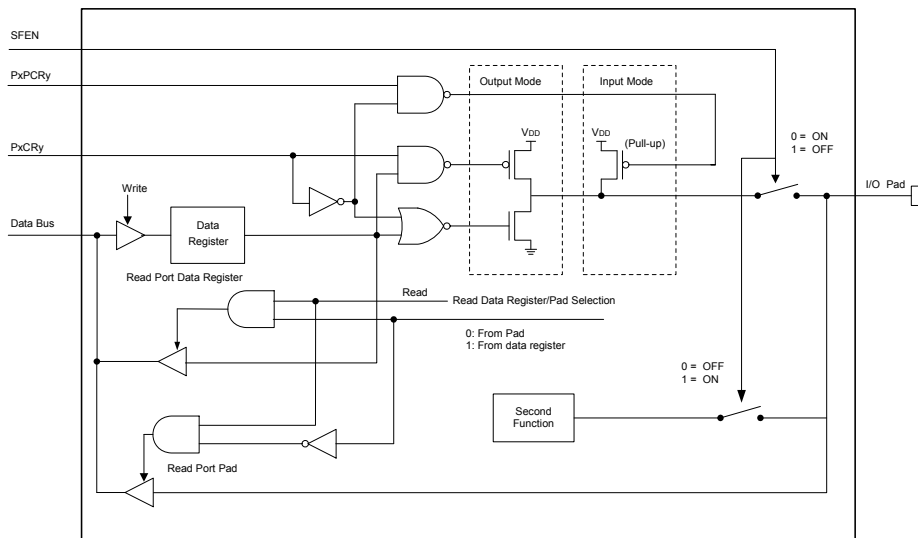 SFEN
PxPCRy
Output Mode
Input Mode
VDD
VDD
(Pull-up)
0 = ON
1 = OFF
PxCRy
I/O Pad
Write
Data Bus
Data
Register
Read Port Data Register
Read
Read Data Register/Pad Selection
0: From Pad
1: From data register
0 = OFF
1 = ON
Second
Function
Read Port Pad